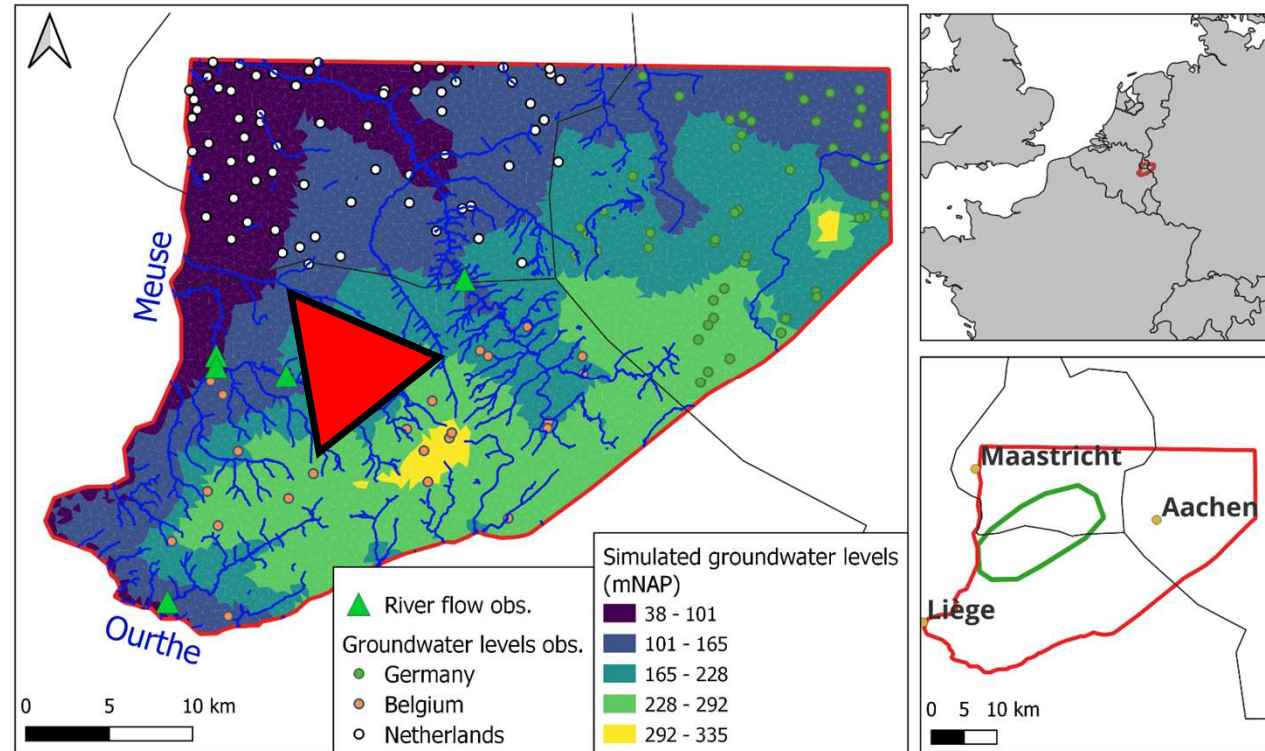 Meuse
Ourthe
0 5 10 km
River flow obs.
Groundwater levels obs.
Germany
Belgium
Netherlands
Simulated groundwater levels
(mNAP)
38 - 101
101 - 165
165 - 228
228 - 292
292 - 335
Maastricht
Aachen
Liège
0 5 10 km